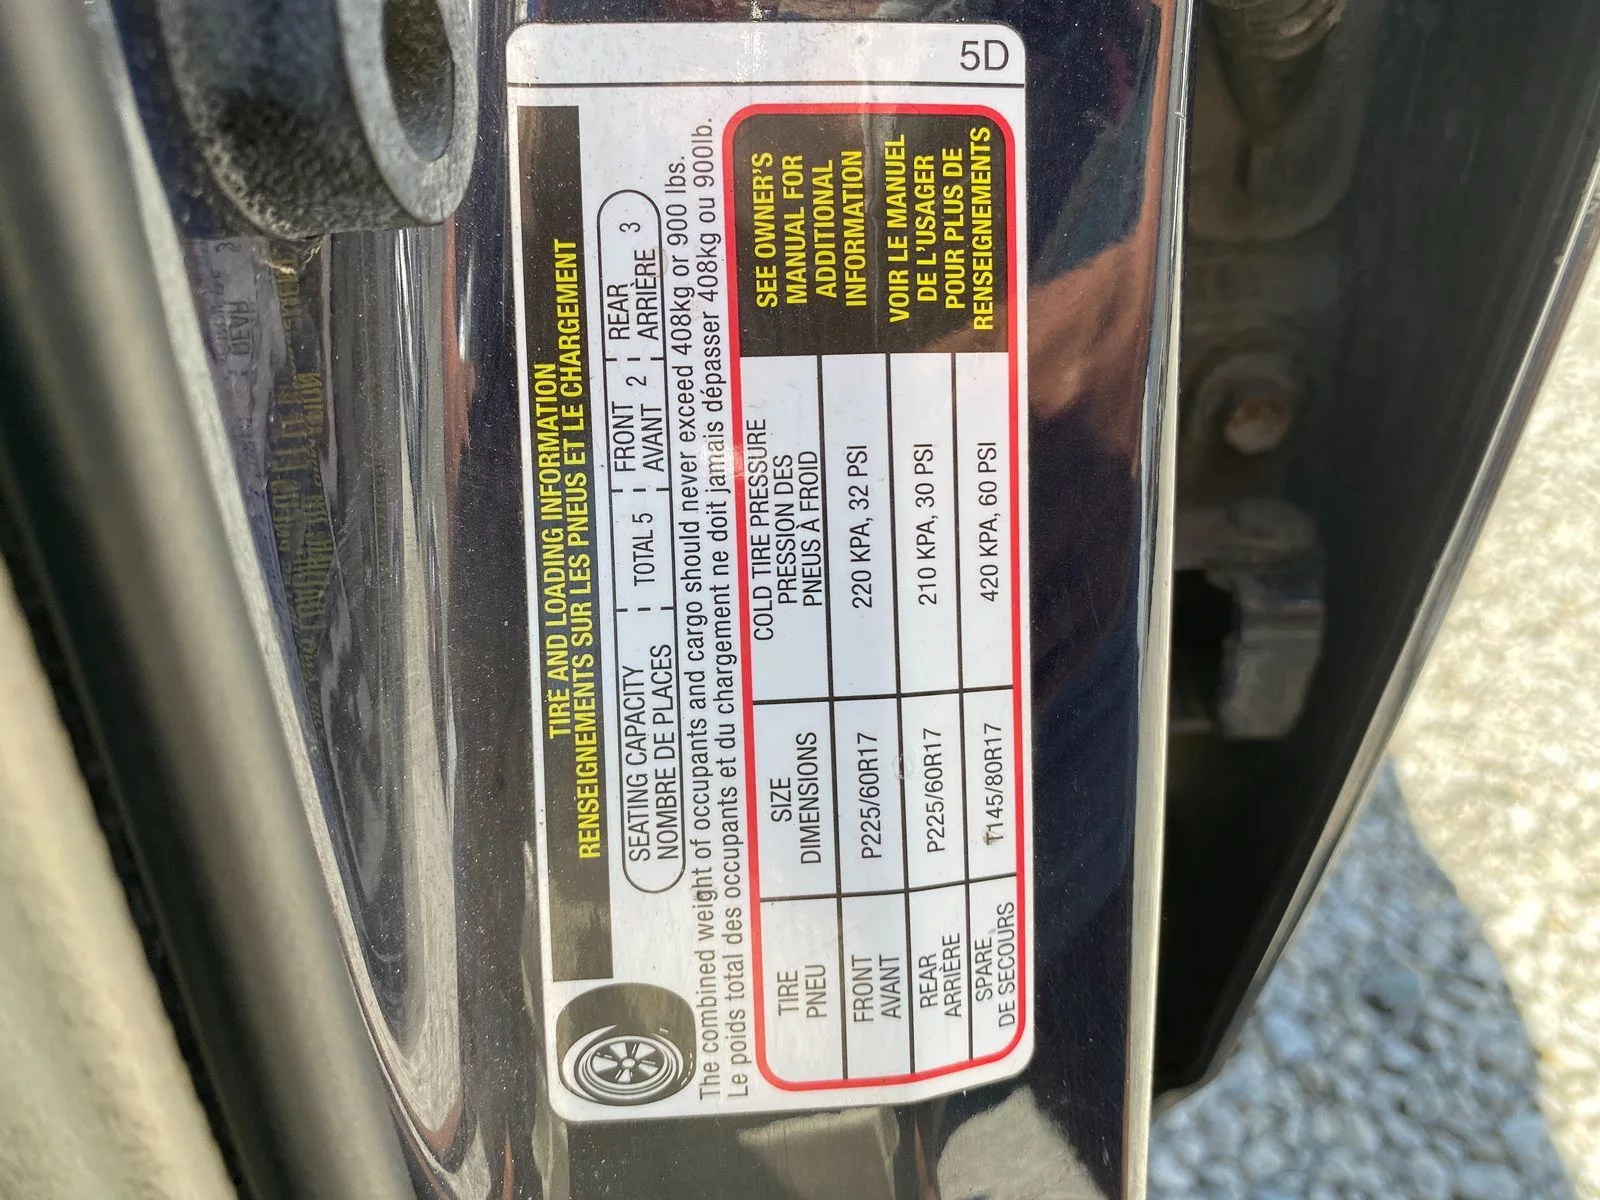 5D
TIRE AND LOADING INFORMATION
RENSEIGNEMENTS SUR LES PNEUS ET LE CHARGEMENT
SEATING CAPACITY
NOMBRE DE PLACES
TOTAL 5
FRONT
AVANT 2
REAR
ARRIÈRE 3
The combined weight of occupants and cargo should never exceed 408kg or 900 lbs.
Le poids total des occupants et du chargement ne doit jamais dépasser 408kg ou 900lb.
TIRE
PNEU
SIZE
DIMENSIONS
COLD TIRE PRESSURE
PRESSION DES
PNEUS À FROID
FRONT
AVANT
P225/60R17
220 KPA, 32 PSI
REAR
ARRIÈRE
P225/60R17
210 KPA, 30 PSI
SPARE
DE SECOURS
T145/80R17
420 KPA, 60 PSI
SEE OWNER'S
MANUAL FOR
ADDITIONAL
INFORMATION
VOIR LE MANUEL
DE L'USAGER
POUR PLUS DE
RENSEIGNEMENTS